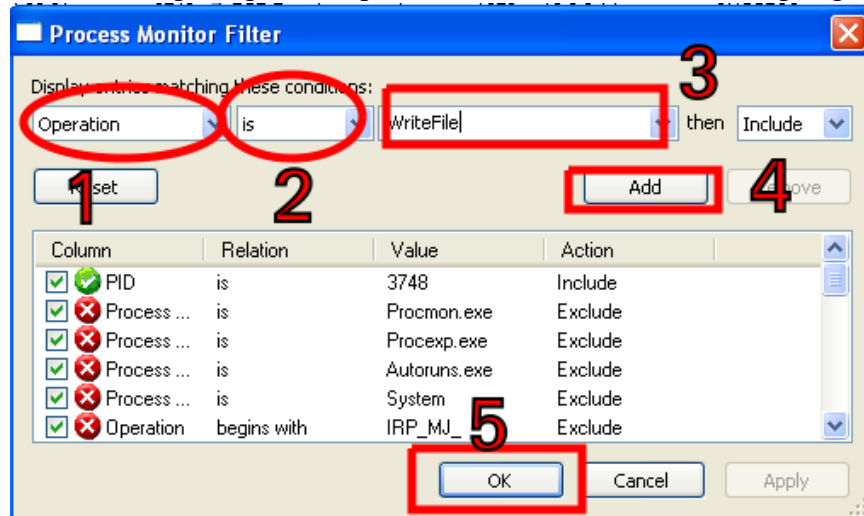 Process Monitor Filter
Display entries matching these conditions:
3
Operation is WriteFile then Include
Reset Add Remove
1 2 4
Column Relation Value Action
PID is 3748 Include
Process ... is Procmon.exe Exclude
Process ... is Procexp.exe Exclude
Process ... is Autoruns.exe Exclude
Process ... is System Exclude
Operation begins with IRP_MJ_ Exclude
5
OK Cancel Apply